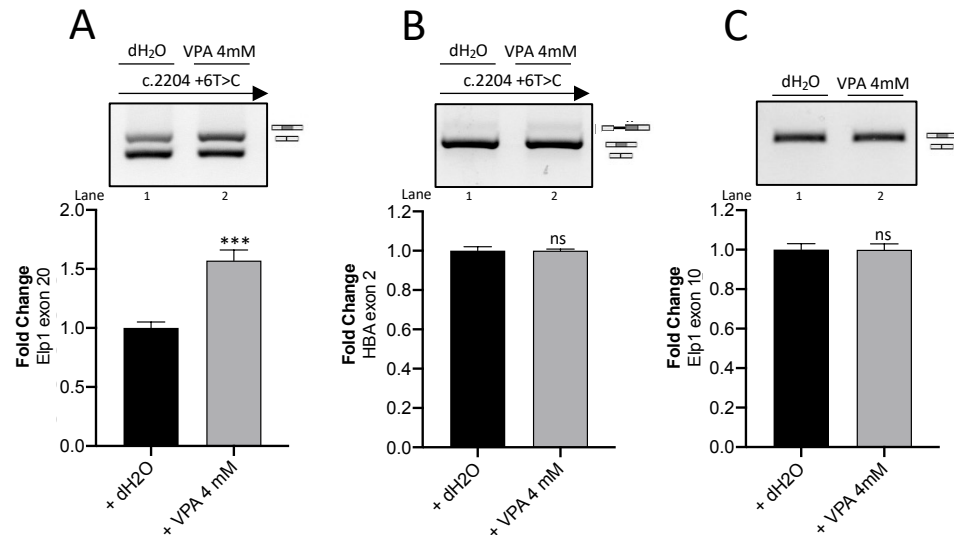 A
dH₂O VPA 4mM
c.2204 +6T>C
Lane 1 2
2.0
1.5
1.0
0.5
0.0
Fold Change
Elp1 exon 20
***
+ dH2O
+ VPA 4 mM
B
dH₂O VPA 4mM
c.2204 +6T>C
Lane 1 2
1.2
1.0
0.8
0.6
0.4
0.2
0.0
Fold Change
HBA exon 2
ns
+ dH2O
+ VPA 4 mM
C
dH₂O VPA 4mM
Lane 1 2
1.2
1.0
0.8
0.6
0.4
0.2
0.0
Fold Change
Elp1 exon 10
ns
+ dH2O
+ VPA 4mM